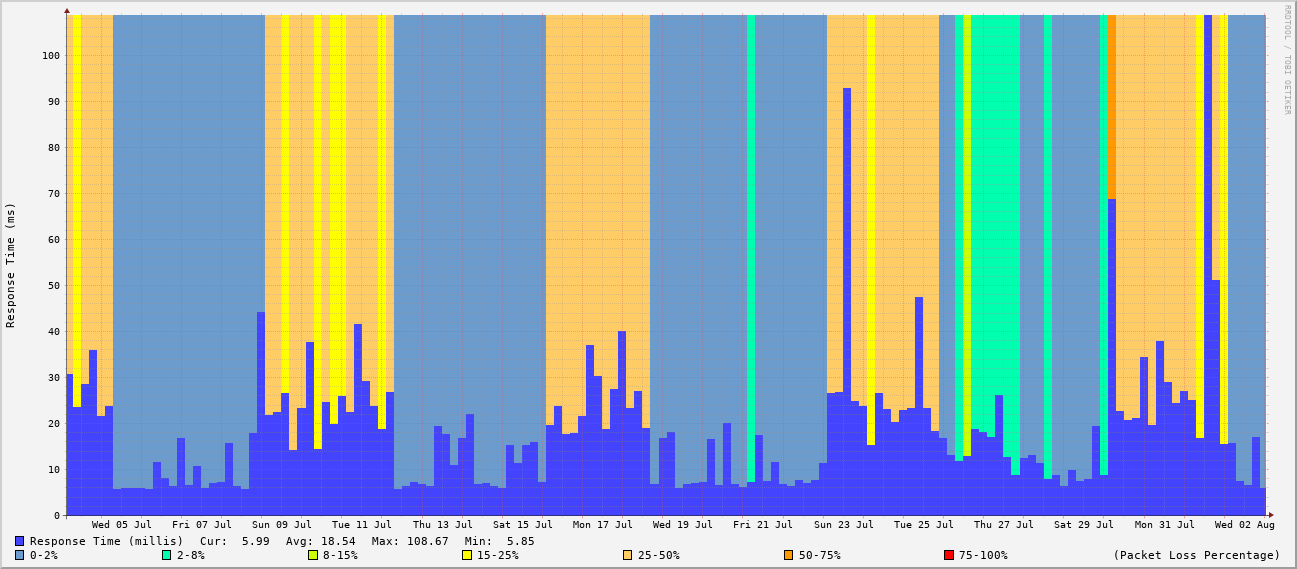 RRDTOOL / TOBI OETIKER
Response Time (ms)
100
90
80
70
60
50
40
30
20
10
0
Wed 05 Jul Fri 07 Jul Sun 09 Jul Tue 11 Jul Thu 13 Jul Sat 15 Jul Mon 17 Jul Wed 19 Jul Fri 21 Jul Sun 23 Jul Tue 25 Jul Thu 27 Jul Sat 29 Jul Mon 31 Jul Wed 02 Aug
Response Time (millis) Cur: 5.99 Avg: 18.54 Max: 108.67 Min: 5.85
0-2% 2-8% 8-15% 15-25% 25-50% 50-75% 75-100% (Packet Loss Percentage)